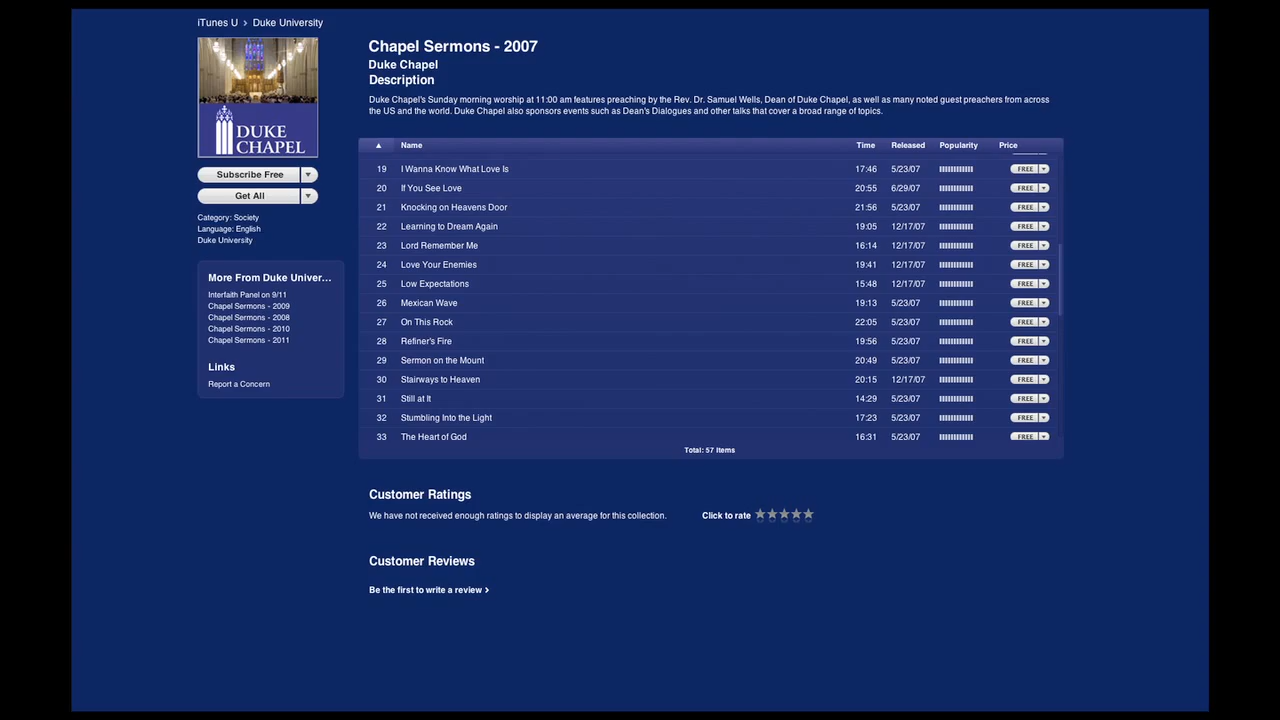 iTunes U > Duke University
DUKE
CHAPEL
Subscribe Free
Get All
Category: Society
Language: English
Duke University
More From Duke Univer...
Interfaith Panel on 9/11
Chapel Sermons - 2009
Chapel Sermons - 2008
Chapel Sermons - 2010
Chapel Sermons - 2011
Links
Report a Concern
Chapel Sermons - 2007
Duke Chapel
Description
Duke Chapel's Sunday morning worship at 11:00 am features preaching by the Rev. Dr. Samuel Wells, Dean of Duke Chapel, as well as many noted guest preachers from across
the US and the world. Duke Chapel also sponsors events such as Dean's Dialogues and other talks that cover a broad range of topics.
▲ Name Time Released Popularity Price
19 I Wanna Know What Love Is 17:46 5/23/07 FREE
20 If You See Love 20:55 6/29/07 FREE
21 Knocking on Heavens Door 21:56 5/23/07 FREE
22 Learning to Dream Again 19:05 12/17/07 FREE
23 Lord Remember Me 16:14 12/17/07 FREE
24 Love Your Enemies 19:41 12/17/07 FREE
25 Low Expectations 15:48 12/17/07 FREE
26 Mexican Wave 19:13 5/23/07 FREE
27 On This Rock 22:05 5/23/07 FREE
28 Refiner's Fire 19:56 5/23/07 FREE
29 Sermon on the Mount 20:49 5/23/07 FREE
30 Stairways to Heaven 20:15 12/17/07 FREE
31 Still at It 14:29 5/23/07 FREE
32 Stumbling Into the Light 17:23 5/23/07 FREE
33 The Heart of God 16:31 5/23/07 FREE
Total: 57 Items
Customer Ratings
We have not received enough ratings to display an average for this collection. Click to rate ★★★★★
Customer Reviews
Be the first to write a review >